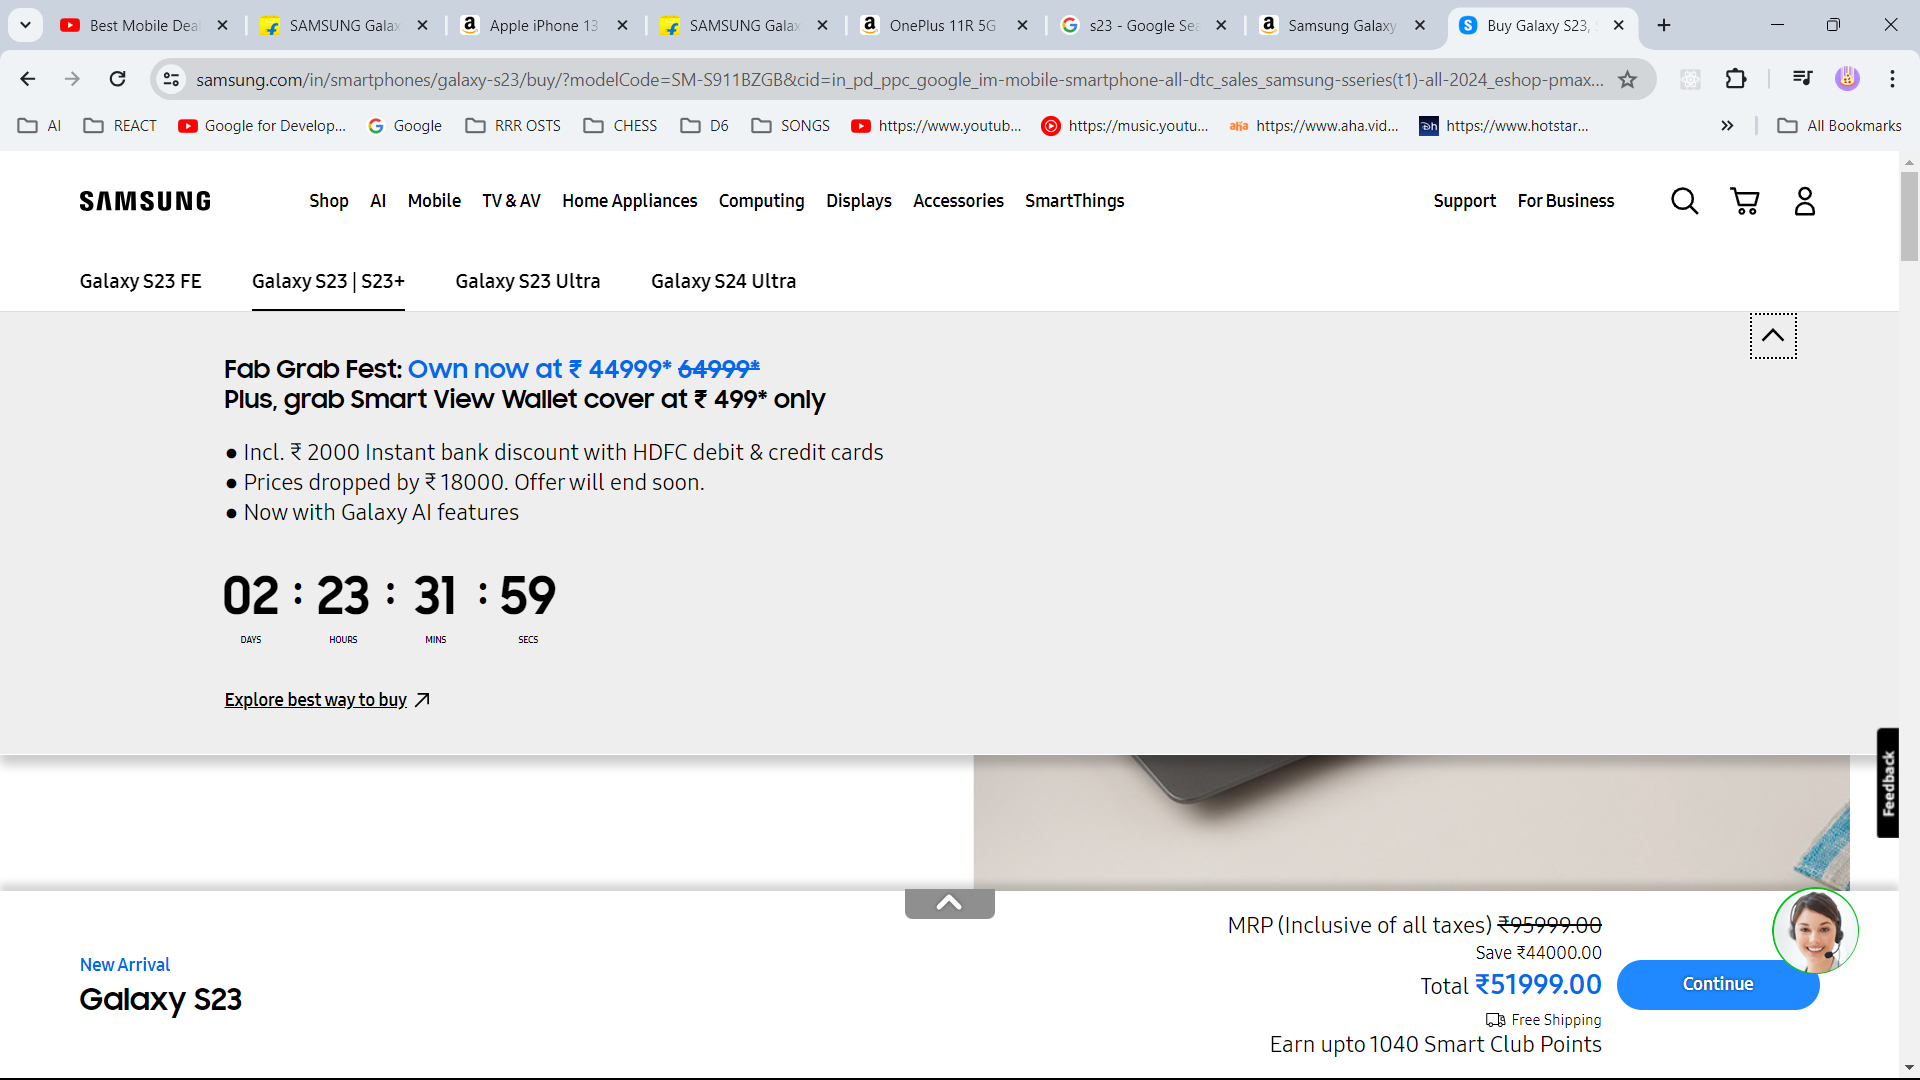 Best Mobile Dea
SAMSUNG Galax
Apple iPhone 13
SAMSUNG Galax
OnePlus 11R 5G
s23 - Google Sea
Samsung Galaxy
Buy Galaxy S23,
samsung.com/in/smartphones/galaxy-s23/buy/?modelCode=SM-S911BZGB&cid=in_pd_ppc_google_im-mobile-smartphone-all-dtc_sales_samsung-sseries(t1)-all-2024_eshop-pmax...
AI
REACT
Google for Develop...
Google
RRR OSTS
CHESS
D6
SONGS
https://www.youtub...
https://music.youtu...
https://www.aha.vid...
https://www.hotstar...
All Bookmarks
SAMSUNG
Shop AI Mobile TV & AV Home Appliances Computing Displays Accessories SmartThings
Support For Business
Galaxy S23 FE
Galaxy S23 | S23+
Galaxy S23 Ultra
Galaxy S24 Ultra
Fab Grab Fest: Own now at ₹ 44999* 64999*
Plus, grab Smart View Wallet cover at ₹ 499* only
● Incl. ₹ 2000 Instant bank discount with HDFC debit & credit cards
● Prices dropped by ₹ 18000. Offer will end soon.
● Now with Galaxy AI features
02 : 23 : 31 : 59
DAYS HOURS MINS SECS
Explore best way to buy
Feedback
New Arrival
Galaxy S23
MRP (Inclusive of all taxes) ₹95999.00
Save ₹44000.00
Total ₹51999.00
Free Shipping
Earn upto 1040 Smart Club Points
Continue